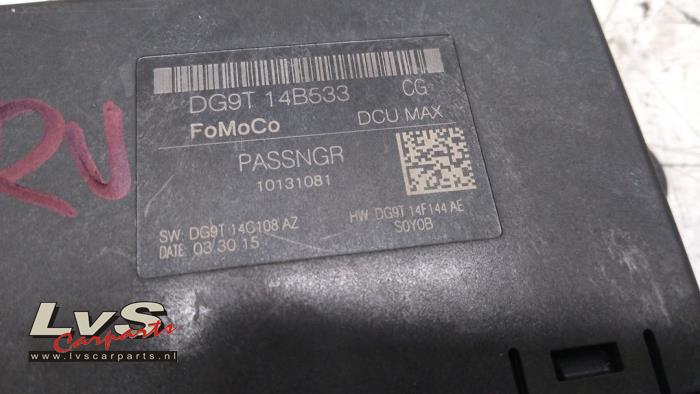 DG9T 14B533 CG
FoMoCo DCU MAX
PASSNGR
10131081
SW DG9T 14C108 AZ HW DG9T 14F144 AE
DATE: 03 30 15 S0Y0B
RV
LvS
Carparts
www.lvscarparts.nl